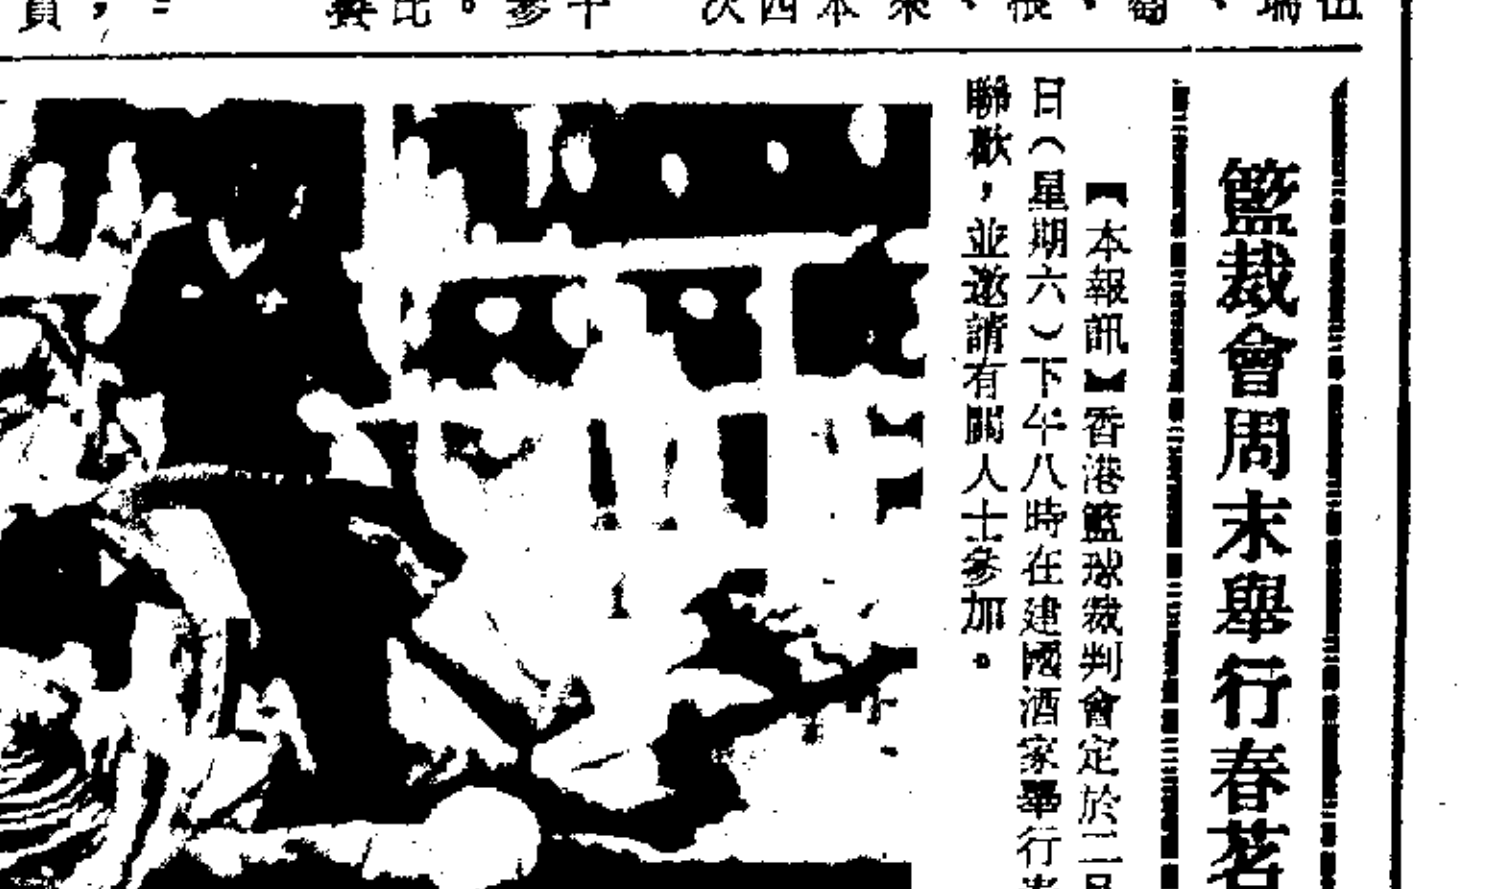 籃裁會周末舉行春茗
【本報訊】香港籃球裁判會定於
日(星期六)下午八時在建國酒家舉行
聯歡,並邀請有關人士參加。